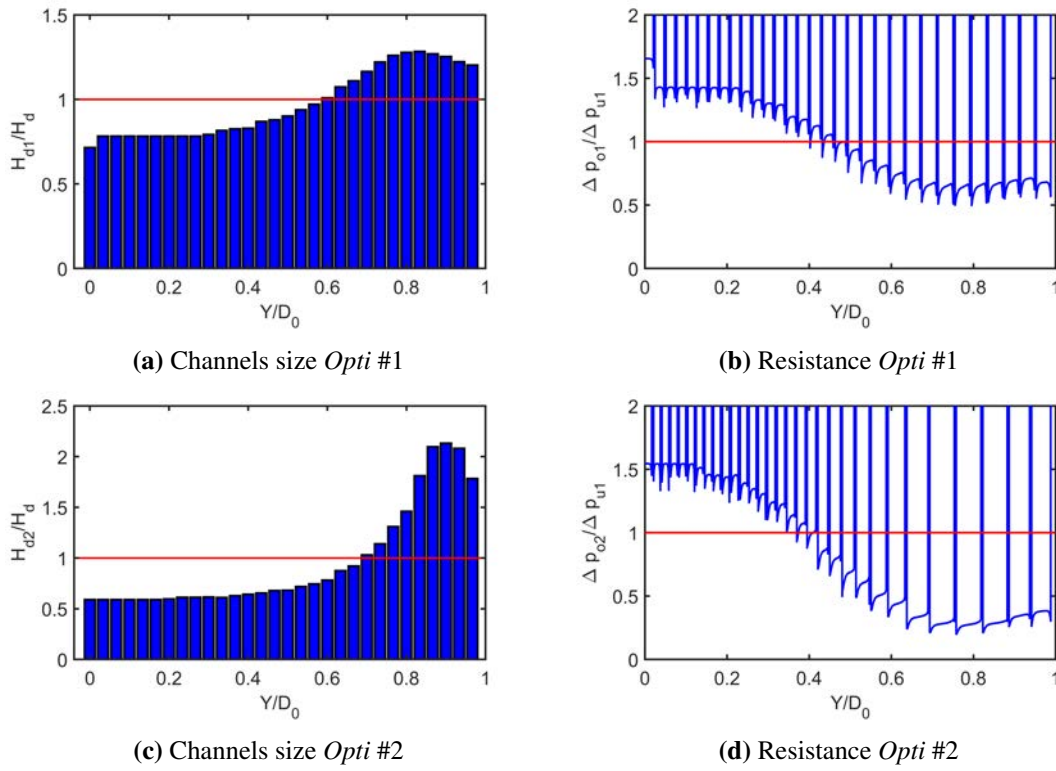 1.5
1
0.5
0
H_d1/H_d
0 0.2 0.4 0.6 0.8 1
Y/D_0
(a) Channels size Opti #1
2
1.5
1
0.5
0
Δ p_o1/Δ p_u1
0 0.2 0.4 0.6 0.8 1
Y/D_0
(b) Resistance Opti #1
2.5
2
1.5
1
0.5
0
H_d2/H_d
0 0.2 0.4 0.6 0.8 1
Y/D_0
(c) Channels size Opti #2
2
1.5
1
0.5
0
Δ p_o2/Δ p_u1
0 0.2 0.4 0.6 0.8 1
Y/D_0
(d) Resistance Opti #2